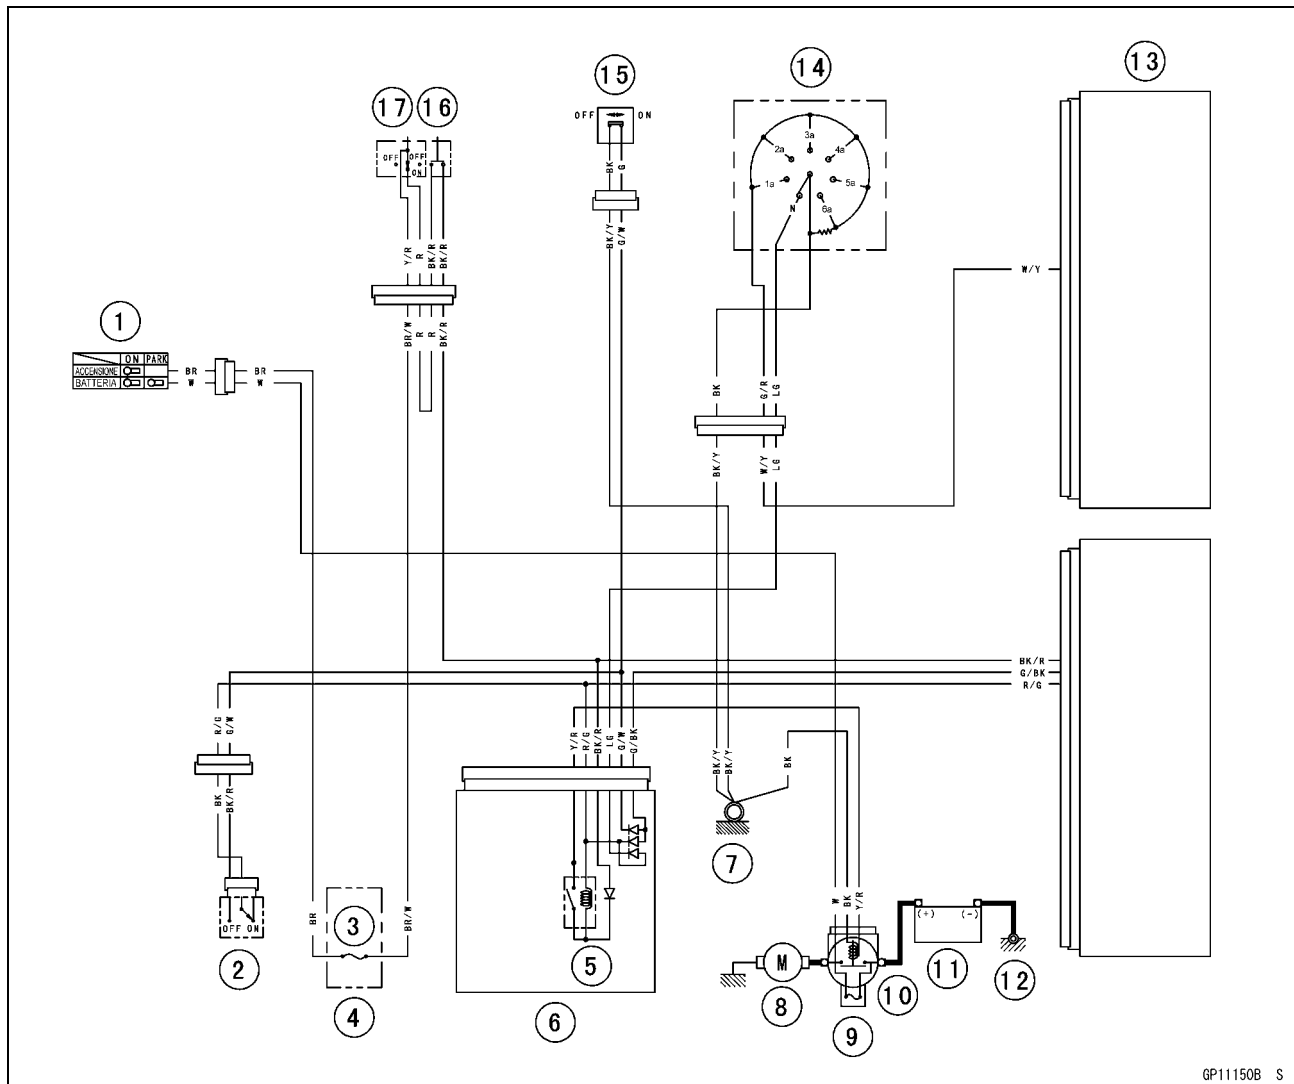 13
14
15
17 16
OFF ON
3a
2a 4a
1a 5a
N 6a
OFF OFF
ON
BK G
BK/Y G/W
Y/R R BK/R BK/R
W/Y
1
ON PARK
ACCENSIONE
BATTERIA
BR BR
W W
BR/W R R BK/R
BK G/R LG
BK/Y W/Y LG
BK/R
G/BK
R/G
R/G G/W
Y/R R/G BK/R LG G/W G/BK
BK/Y BK/Y BK
BK BK/R
7
OFF ON
2
BR
3
BR/W
4
5
6
W BK Y/R
(+) (-)
M
8
9
10
11
12
GP11150B S